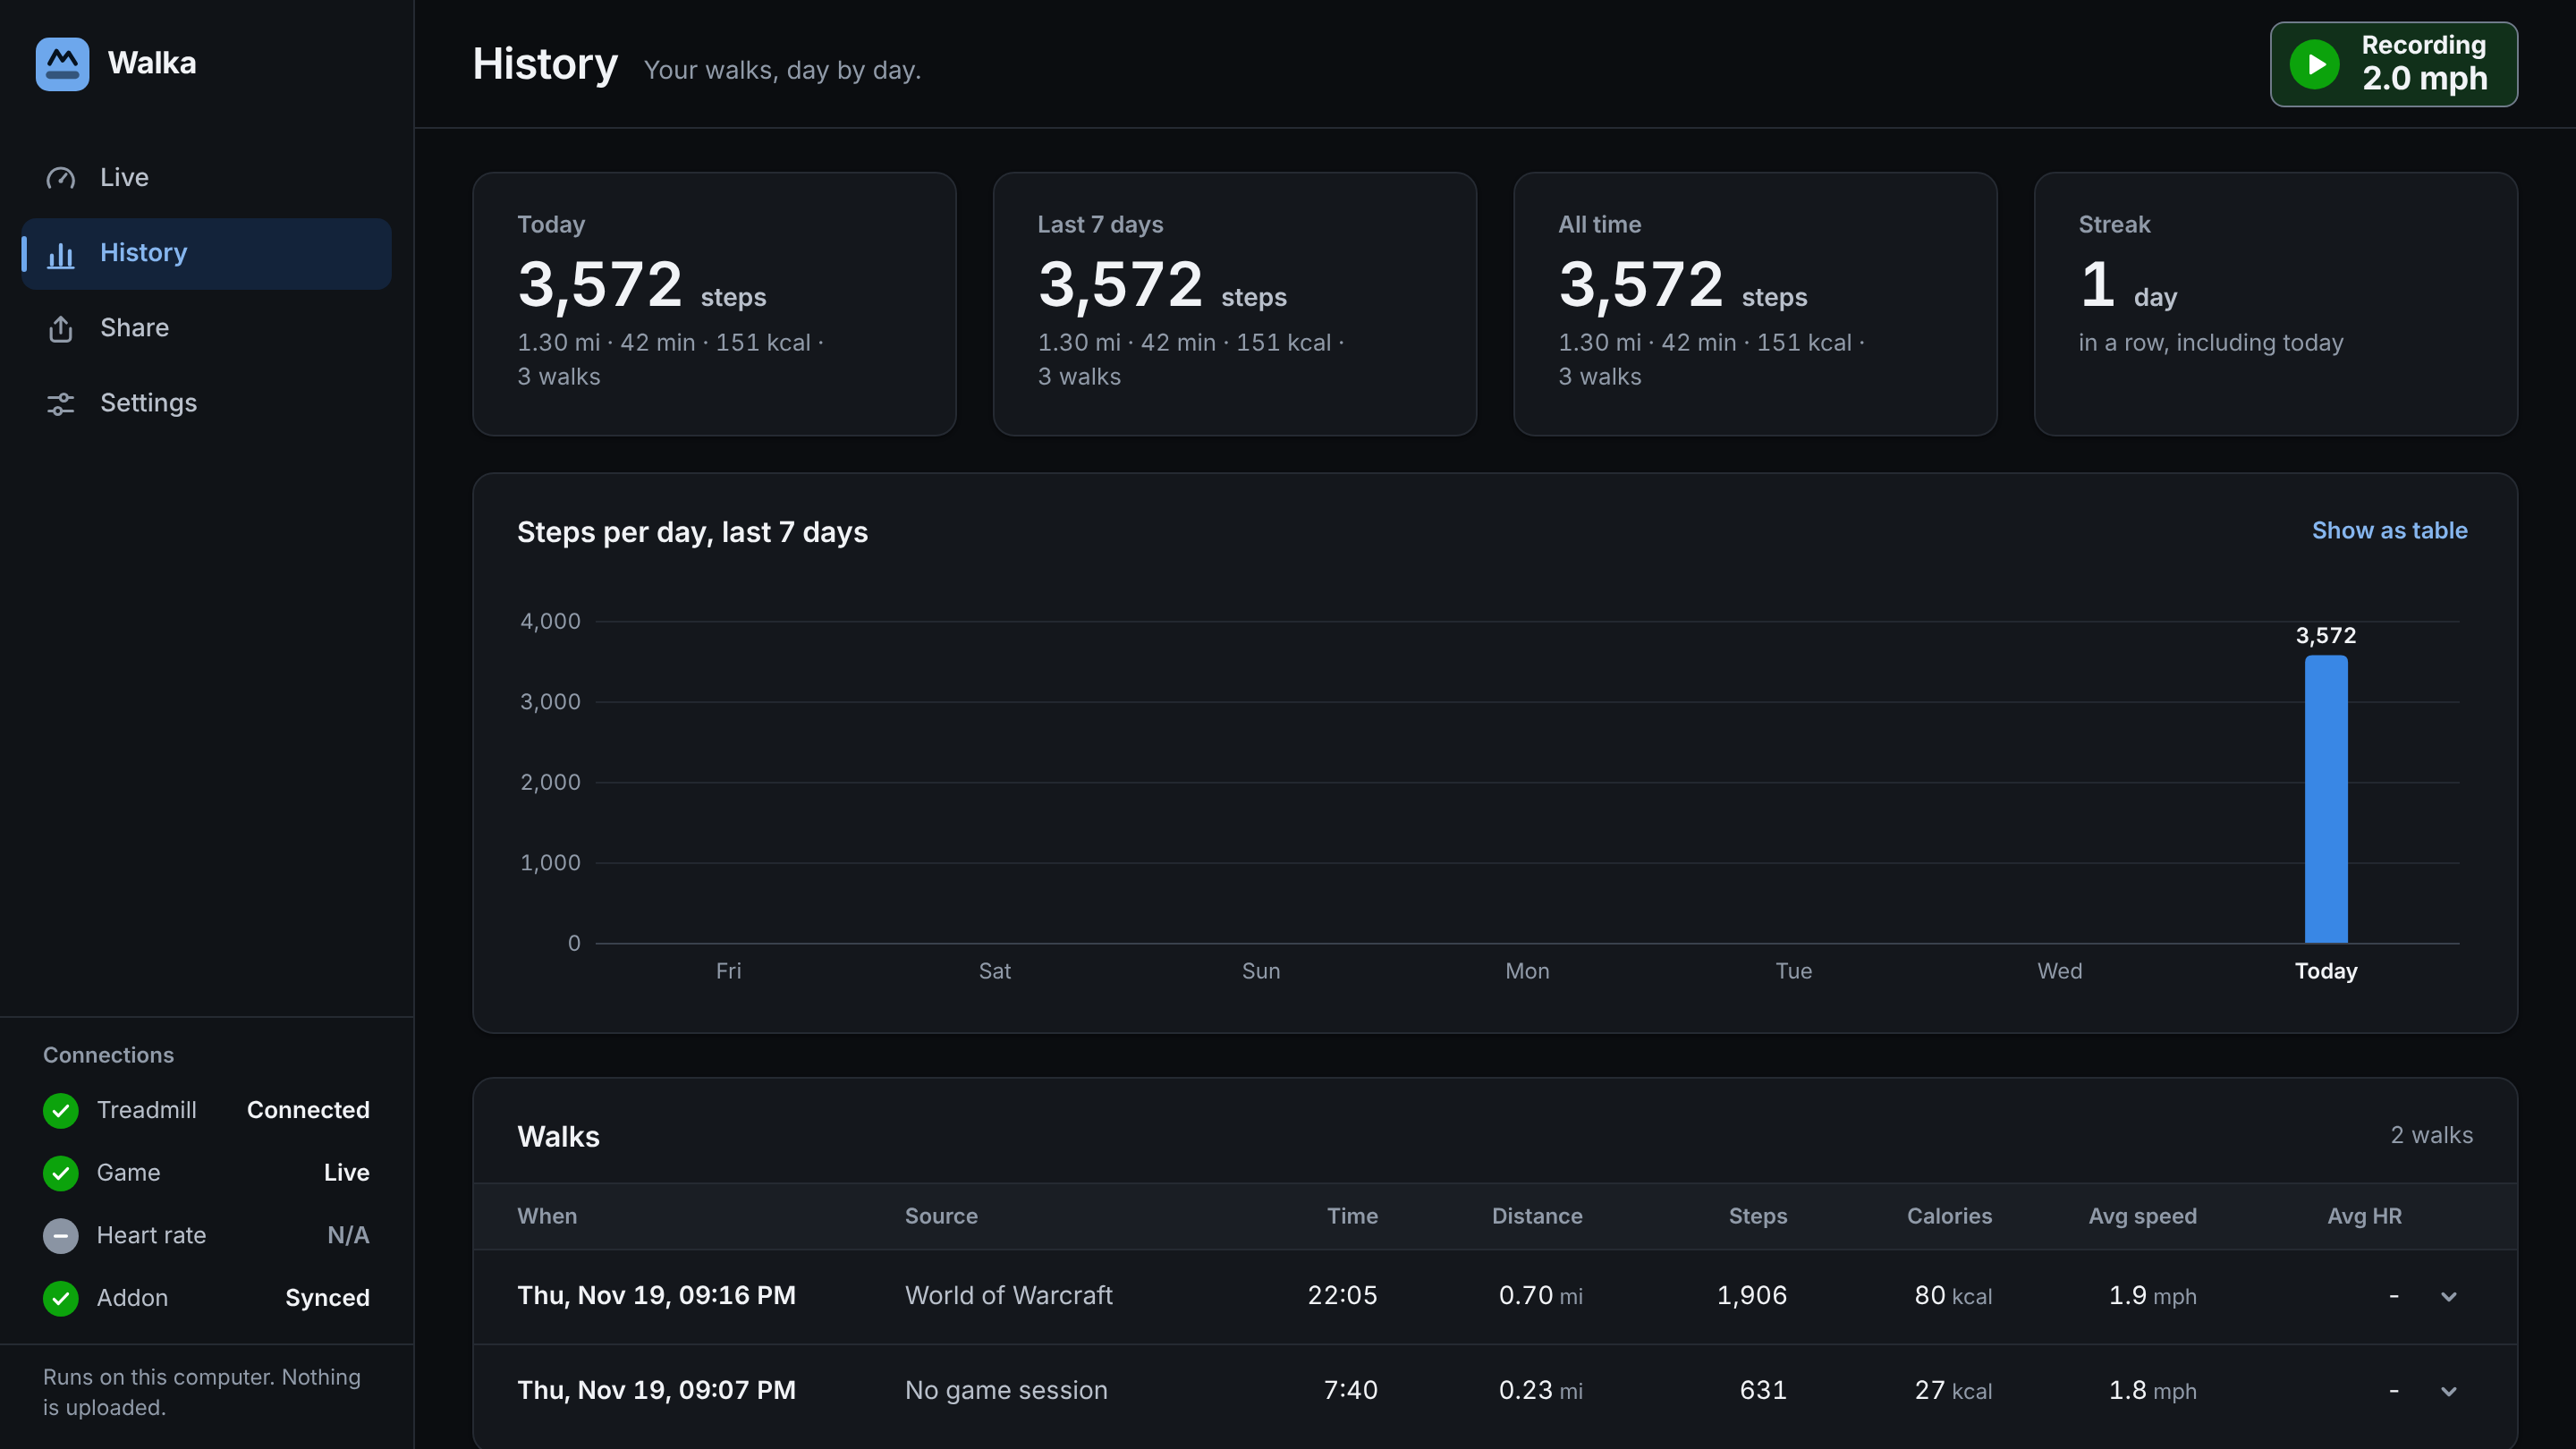 Walka
Live
History
Share
Settings
Connections
Treadmill Connected
Game Live
Heart rate N/A
Addon Synced
Runs on this computer. Nothing
is uploaded.
History Your walks, day by day.
Recording
2.0 mph
Today
3,572 steps
1.30 mi · 42 min · 151 kcal ·
3 walks
Last 7 days
3,572 steps
1.30 mi · 42 min · 151 kcal ·
3 walks
All time
3,572 steps
1.30 mi · 42 min · 151 kcal ·
3 walks
Streak
1 day
in a row, including today
Steps per day, last 7 days Show as table
4,000
3,572
3,000
2,000
1,000
0
Fri Sat Sun Mon Tue Wed Today
Walks 2 walks
When Source Time Distance Steps Calories Avg speed Avg HR
Thu, Nov 19, 09:16 PM World of Warcraft 22:05 0.70 mi 1,906 80 kcal 1.9 mph -
Thu, Nov 19, 09:07 PM No game session 7:40 0.23 mi 631 27 kcal 1.8 mph -